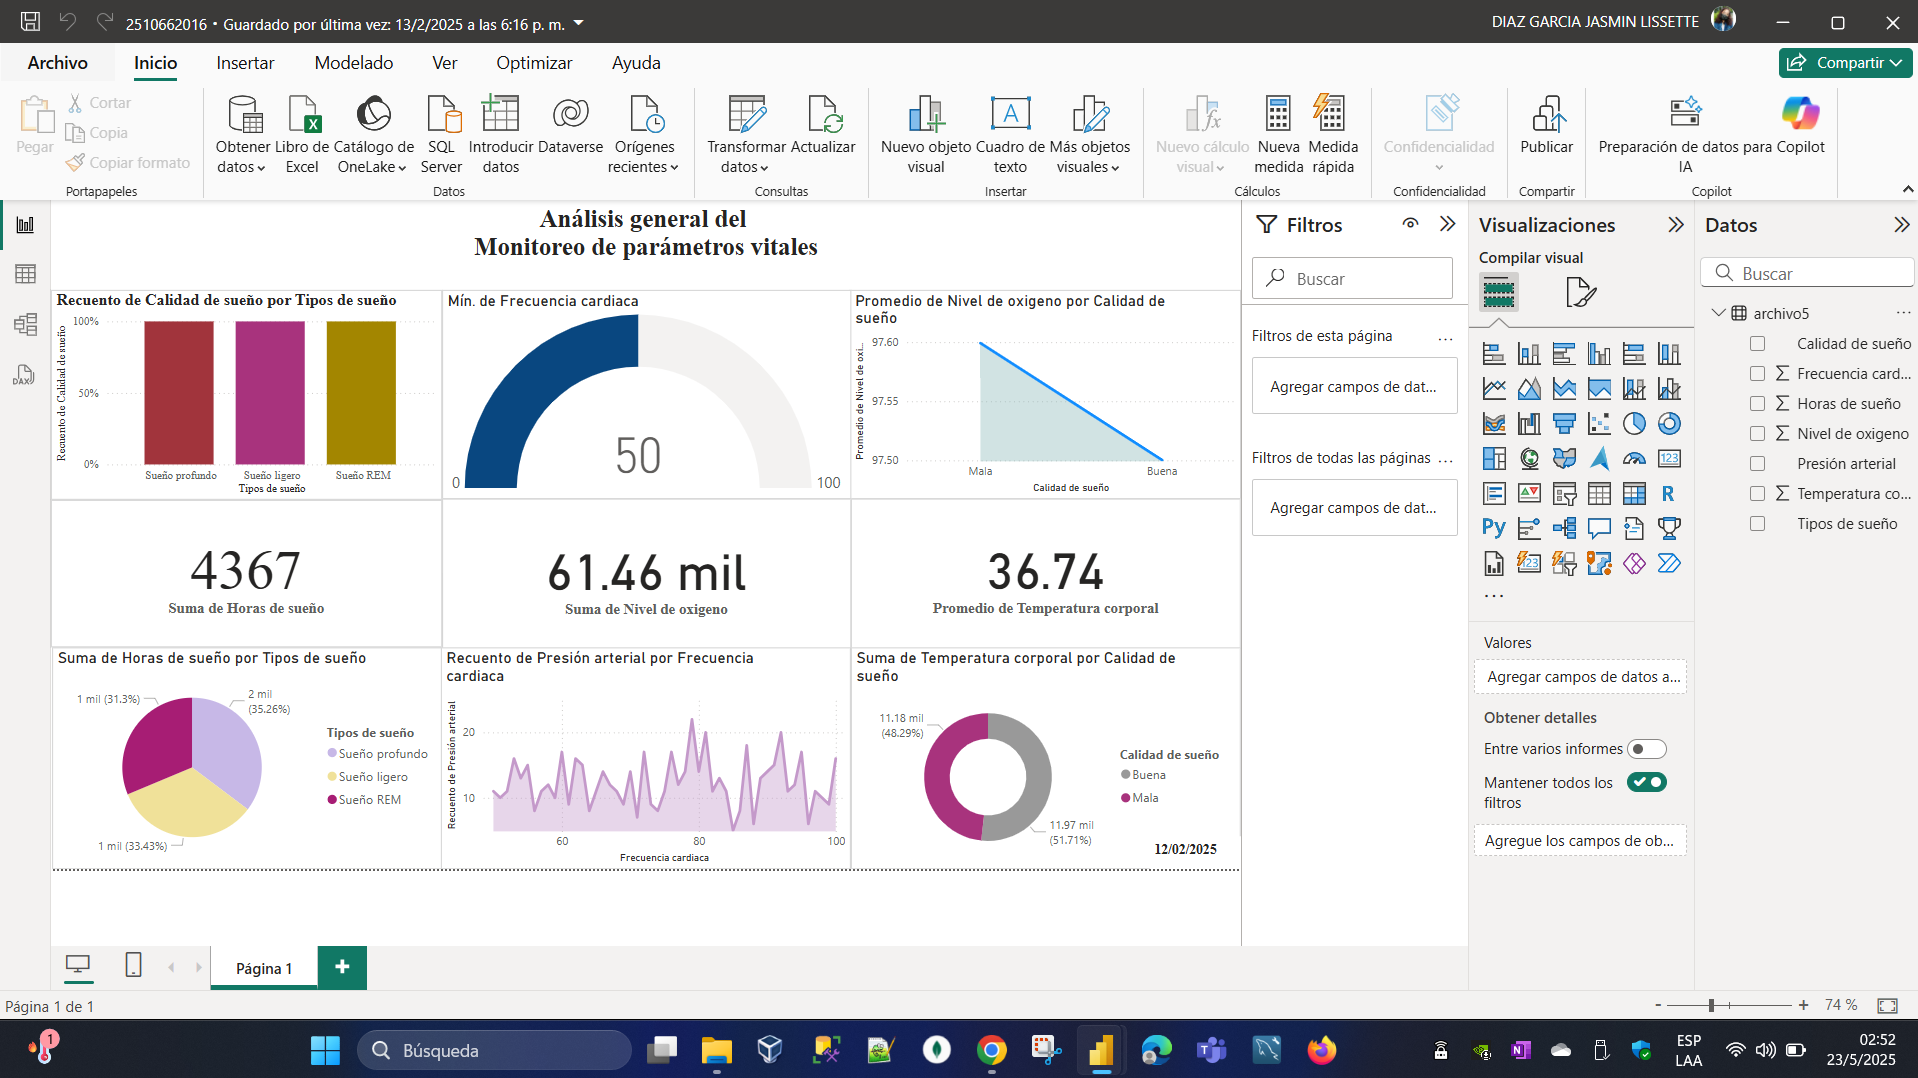 2510662016 • Guardado por última vez: 13/2/2025 a las 6:16 p. m.
DIAZ GARCIA JASMIN LISSETTE
Archivo
Inicio
Insertar
Modelado
Ver
Optimizar
Ayuda
Compartir
Pegar
Cortar
Copia
Copiar formato
Portapapeles
Obtener datos
Libro de Excel
Catálogo de OneLake
SQL Server
Introducir datos
Dataverse
Orígenes recientes
Datos
Transformar datos
Actualizar
Consultas
Nuevo objeto visual
Cuadro de texto
Más objetos visuales
Insertar
Nuevo cálculo visual
Nueva medida
Medida rápida
Cálculos
Confidencialidad
Confidencialidad
Publicar
Compartir
Preparación de datos para IA
Copilot
Copilot
Análisis general del
Monitoreo de parámetros vitales
Recuento de Calidad de sueño por Tipos de sueño
Recuento de Calidad de sueño
100%
50%
0%
Sueño profundo
Sueño ligero
Sueño REM
Tipos de sueño
Mín. de Frecuencia cardiaca
50
0
100
Promedio de Nivel de oxigeno por Calidad de
sueño
Promedio de Nivel de oxi...
97.60
97.55
97.50
Mala
Buena
Calidad de sueño
4367
Suma de Horas de sueño
61.46 mil
Suma de Nivel de oxigeno
36.74
Promedio de Temperatura corporal
Suma de Horas de sueño por Tipos de sueño
1 mil (31.3%)
2 mil
(35.26%)
1 mil (33.43%)
Tipos de sueño
Sueño profundo
Sueño ligero
Sueño REM
Recuento de Presión arterial por Frecuencia
cardiaca
Recuento de Presión arterial
20
10
60
80
100
Frecuencia cardiaca
Suma de Temperatura corporal por Calidad de
sueño
11.18 mil
(48.29%)
11.97 mil
(51.71%)
Calidad de sueño
Buena
Mala
12/02/2025
Filtros
Buscar
Filtros de esta página
...
Agregar campos de dat...
Filtros de todas las páginas
...
Agregar campos de dat...
Visualizaciones
Compilar visual
123
R
Py
123
...
Valores
Agregar campos de datos a...
Obtener detalles
Entre varios informes
Mantener todos los
filtros
Agregue los campos de ob...
Datos
Buscar
archivo5
...
Calidad de sueño
Frecuencia card...
Horas de sueño
Nivel de oxigeno
Presión arterial
Temperatura co...
Tipos de sueño
DAX
Página 1
+
Página 1 de 1
-
+
74 %
1
Búsqueda
ESP
LAA
02:52
23/5/2025